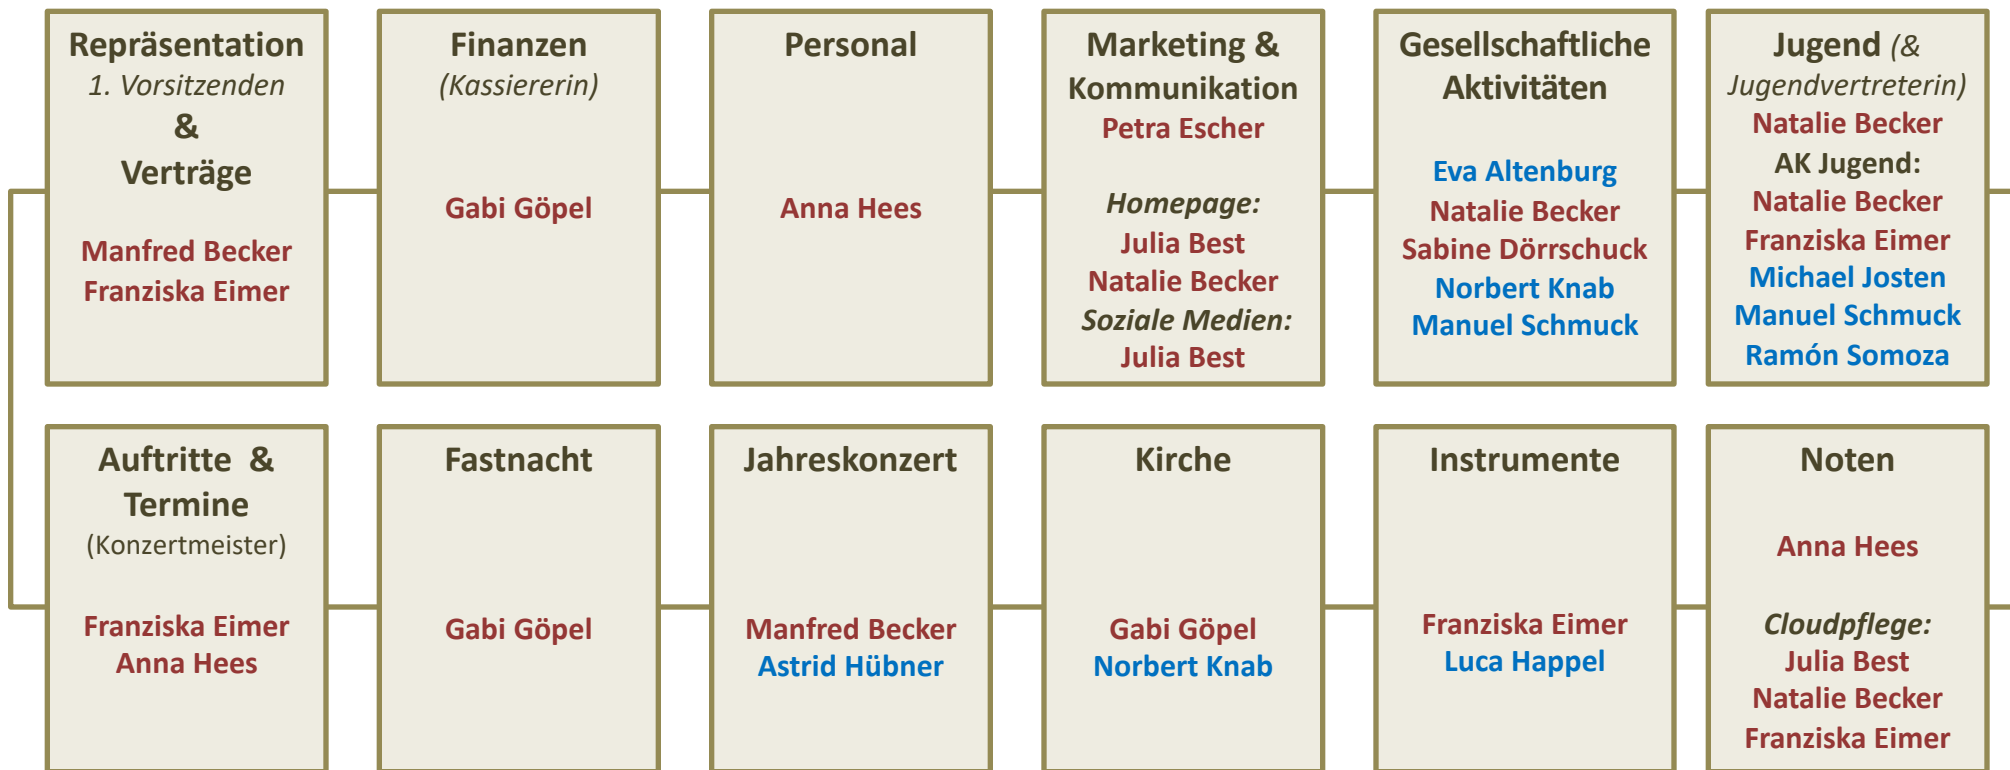 Repräsentation
1. Vorsitzenden
&
Verträge
Manfred Becker
Franziska Eimer
Finanzen
(Kassiererin)
Gabi Göpel
Personal
Anna Hees
Marketing &
Kommunikation
Petra Escher
Homepage:
Julia Best
Natalie Becker
Soziale Medien:
Julia Best
Gesellschaftliche
Aktivitäten
Eva Altenburg
Natalie Becker
Sabine Dörrschuck
Norbert Knab
Manuel Schmuck
Jugend (&
Jugendvertreterin)
Natalie Becker
AK Jugend:
Natalie Becker
Franziska Eimer
Michael Josten
Manuel Schmuck
Ramón Somoza
Auftritte &
Termine
(Konzertmeister)
Franziska Eimer
Anna Hees
Fastnacht
Gabi Göpel
Jahreskonzert
Manfred Becker
Astrid Hübner
Kirche
Gabi Göpel
Norbert Knab
Instrumente
Franziska Eimer
Luca Happel
Noten
Anna Hees
Cloudpflege:
Julia Best
Natalie Becker
Franziska Eimer